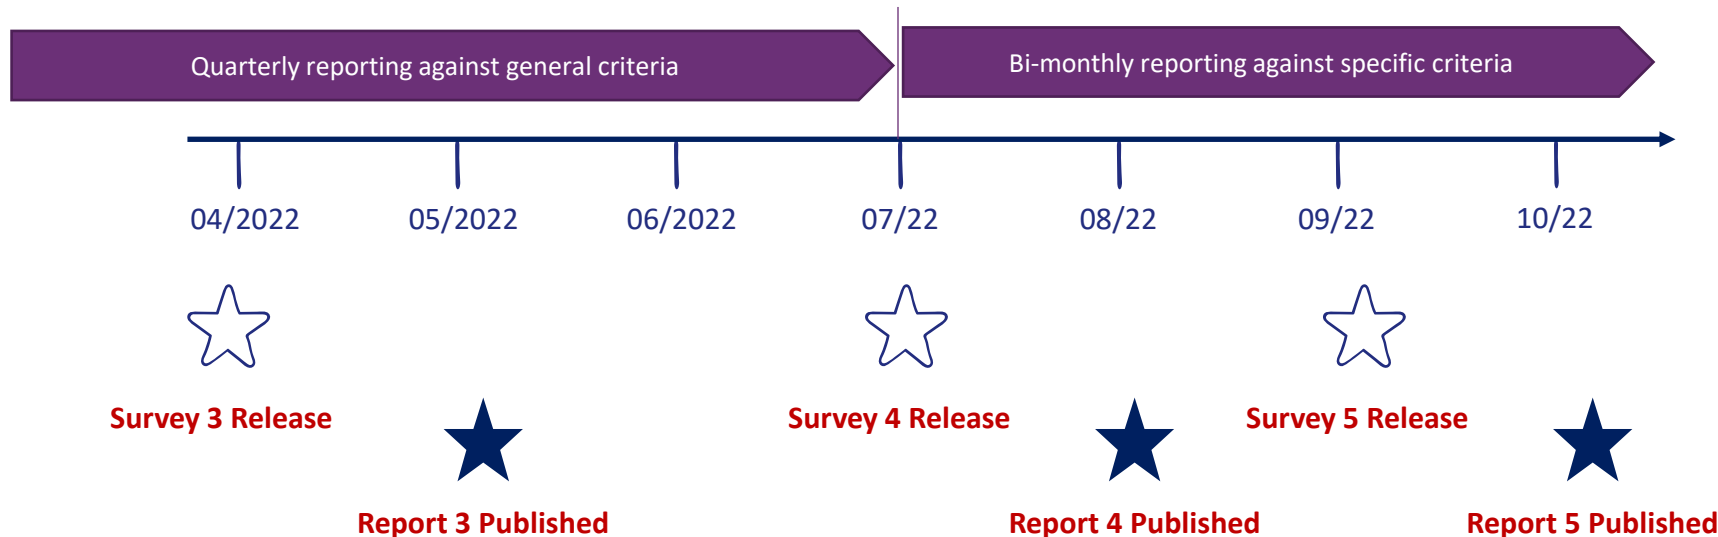 Quarterly reporting against general criteria
Bi-monthly reporting against specific criteria
04/2022
05/2022
06/2022
07/22
08/22
09/22
10/22
Survey 3 Release
Survey 4 Release
Survey 5 Release
Report 3 Published
Report 4 Published
Report 5 Published